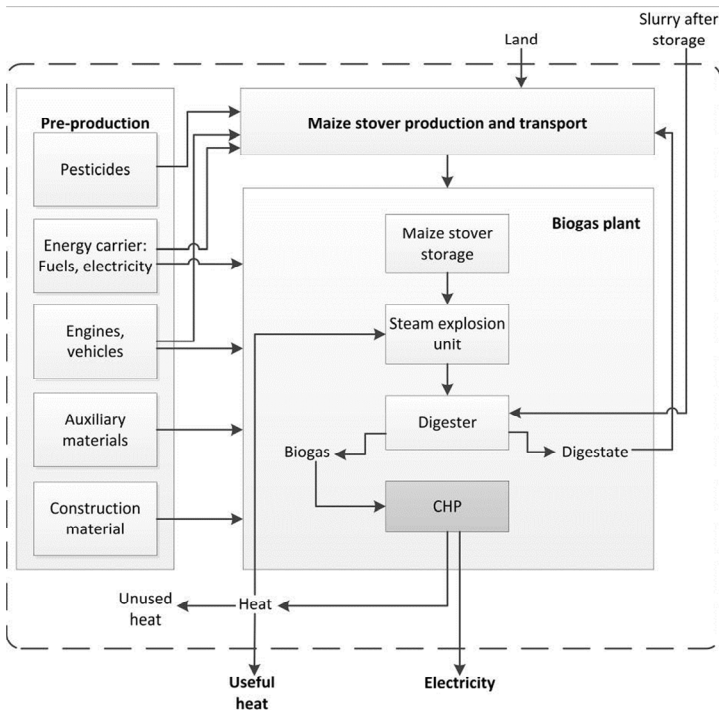 Slurry after
storage
Land
Pre-production
Maize stover production and transport
Pesticides
Biogas plant
Maize stover
storage
Energy carrier:
Fuels, electricity
Engines,
vehicles
Steam explosion
unit
Auxiliary
materials
Digester
Biogas
Digestate
Construction
material
CHP
Unused
heat
Heat
Useful
heat
Electricity